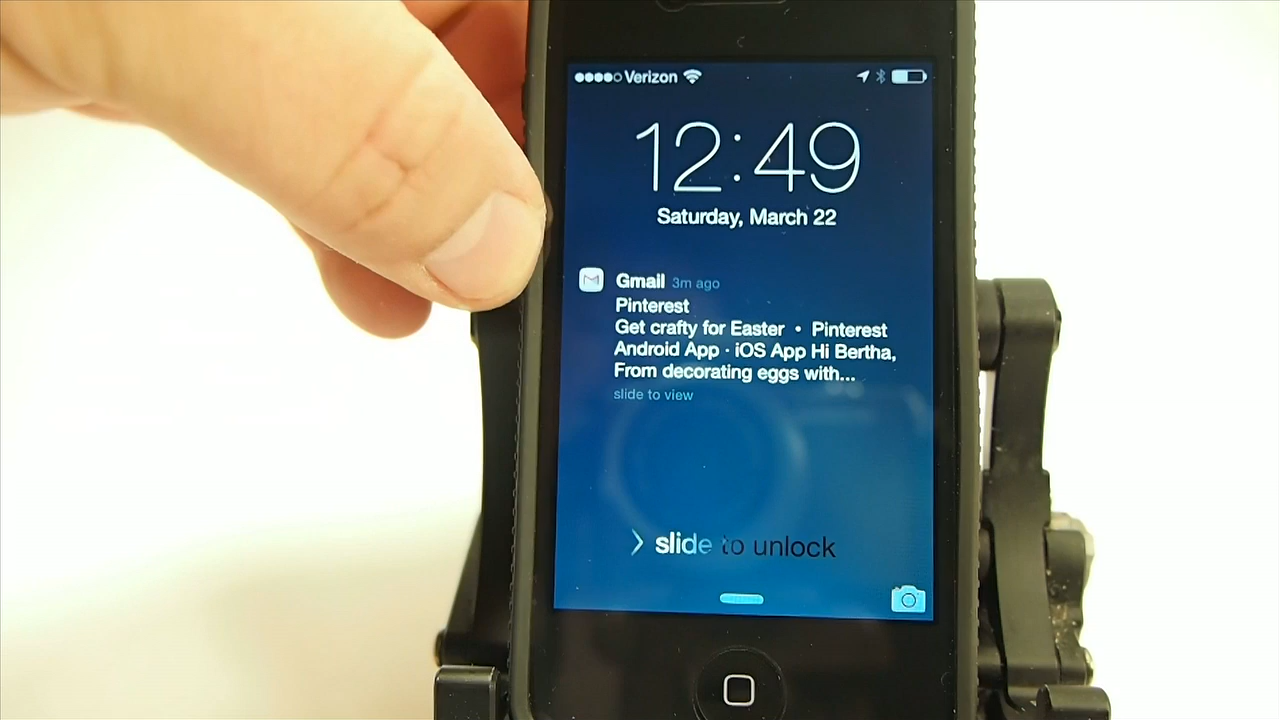 Verizon
12:49
Saturday, March 22
Gmail 3m ago
Pinterest
Get crafty for Easter • Pinterest
Android App · iOS App Hi Bertha,
From decorating eggs with...
slide to view
> slide to unlock